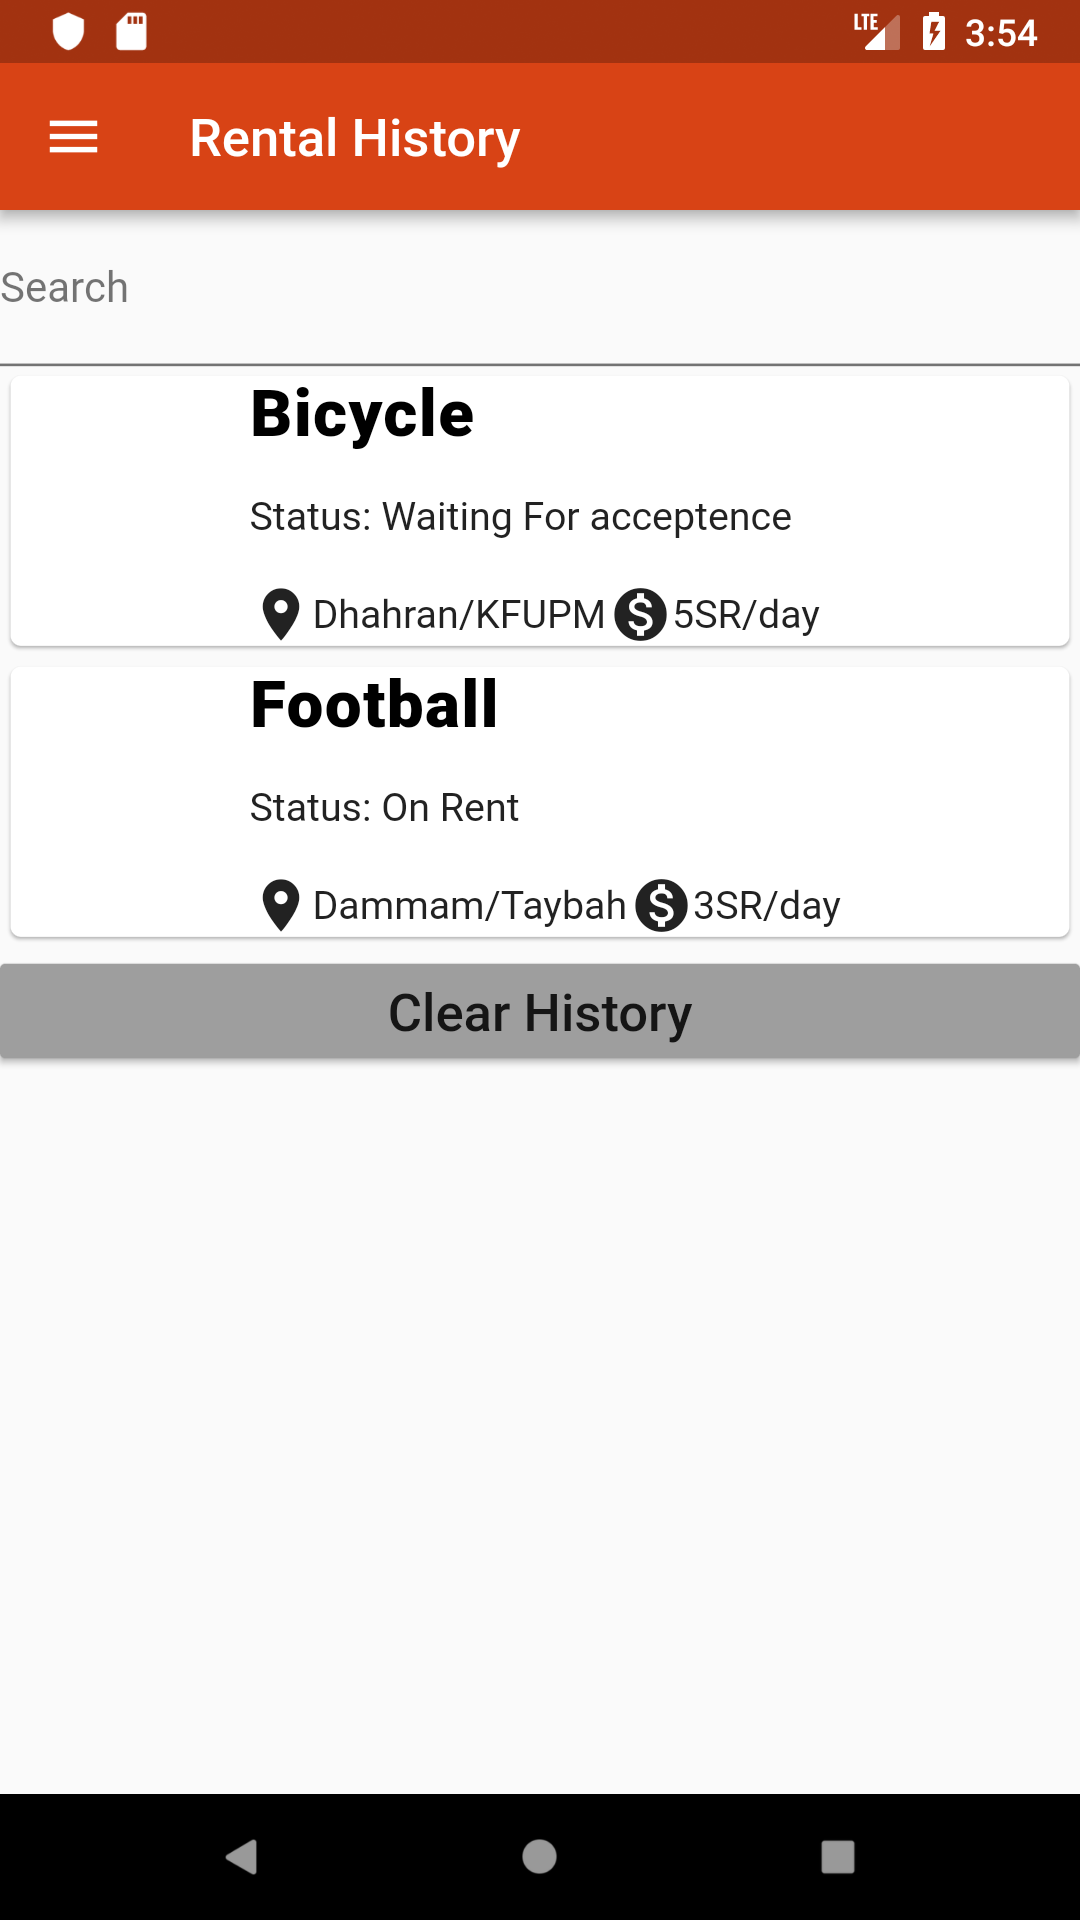 LTE 3:54
Rental History
Search
Bicycle
Status: Waiting For acceptence
Dhahran/KFUPM 5SR/day
Football
Status: On Rent
Dammam/Taybah 3SR/day
Clear History